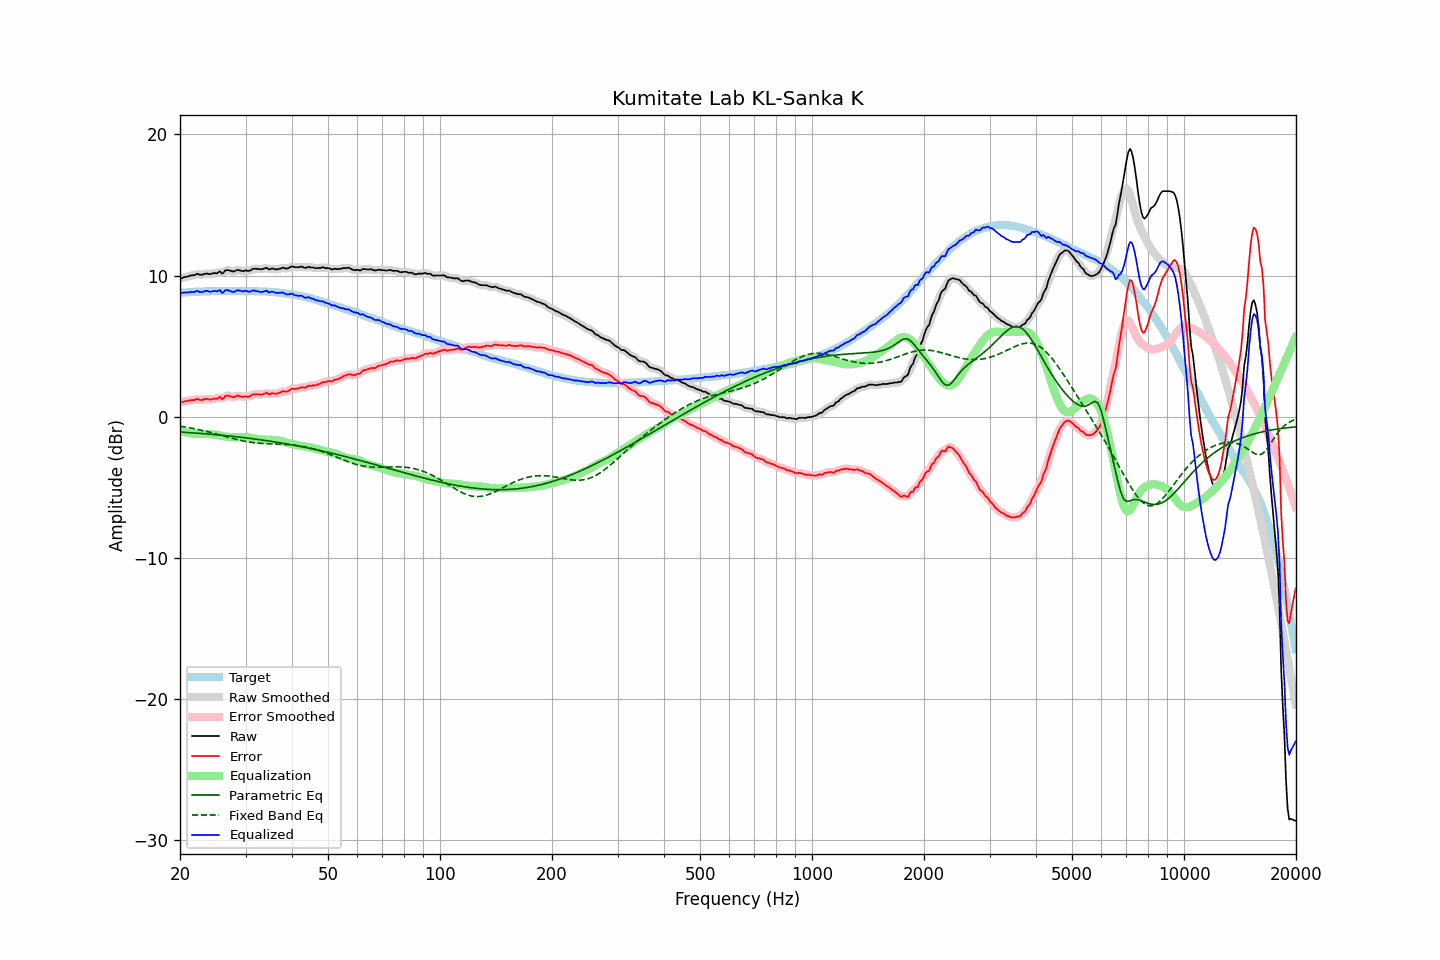 Kumitate Lab KL-Sanka K
Amplitude (dBr)
20
10
0
−10
−20
−30
Target
Raw Smoothed
Error Smoothed
Raw
Error
Equalization
Parametric Eq
Fixed Band Eq
Equalized
20 50 100 200 500 1000 2000 5000 10000 20000
Frequency (Hz)